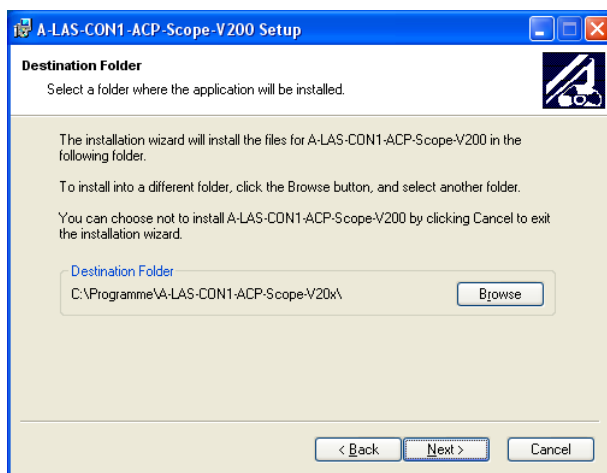 A-LAS-CON1-ACP-Scope-V200 Setup
Destination Folder
Select a folder where the application will be installed.
The installation wizard will install the files for A-LAS-CON1-ACP-Scope-V200 in the
following folder.
To install into a different folder, click the Browse button, and select another folder.
You can choose not to install A-LAS-CON1-ACP-Scope-V200 by clicking Cancel to exit
the installation wizard.
Destination Folder
C:\Programme\A-LAS-CON1-ACP-Scope-V20x\
Browse
< Back
Next >
Cancel